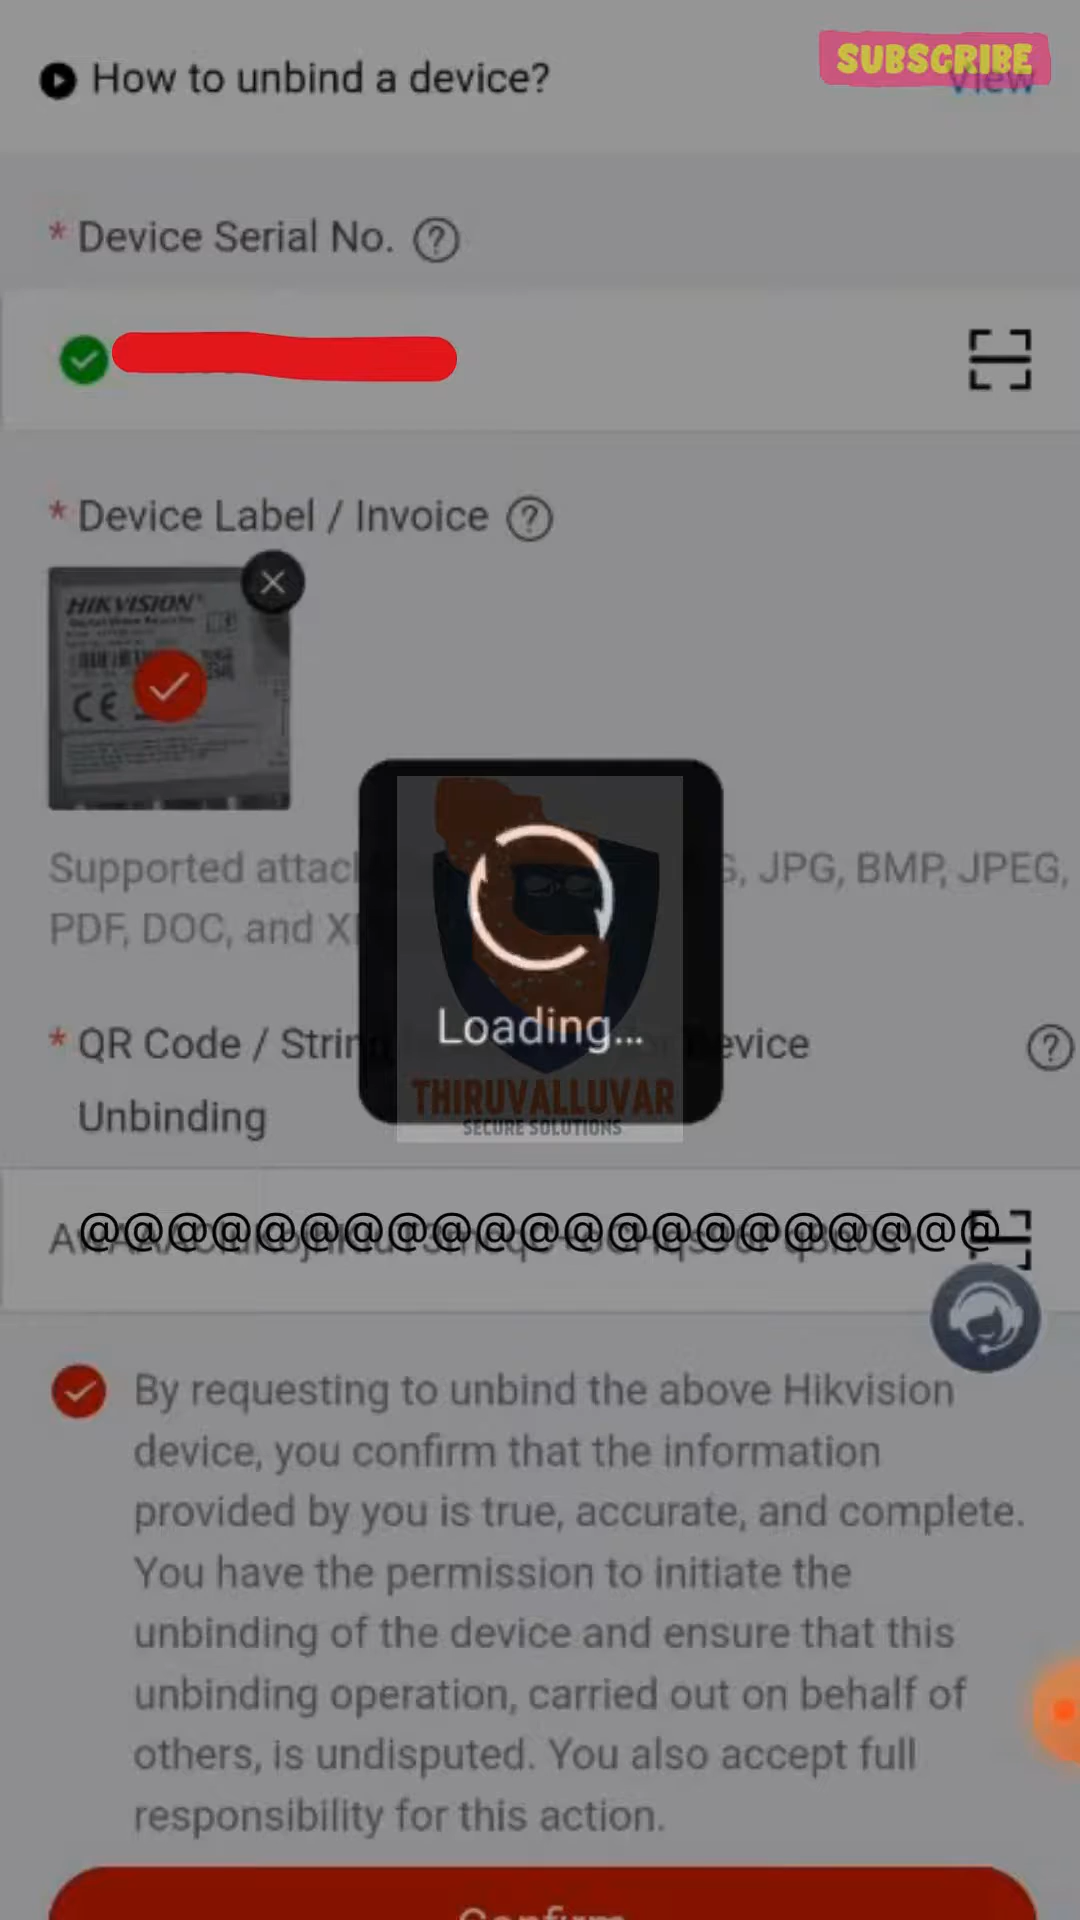 SUBSCRIBE
How to unbind a device?
View
* Device Serial No. ?
* Device Label / Invoice ?
HIKVISION
CE
Supported JPG, BMP, JPEG,
PDF, DOC, and
Loading...
* QR Code / String
Unbinding
THIRUVALLUVAR
SECURE SOLUTIONS
@@@@@@@@@@@@@@@@@@@@@
By requesting to unbind the above Hikvision
device, you confirm that the information
provided by you is true, accurate, and complete.
You have the permission to initiate the
unbinding of the device and ensure that this
unbinding operation, carried out on behalf of
others, is undisputed. You also accept full
responsibility for this action.
Confirm